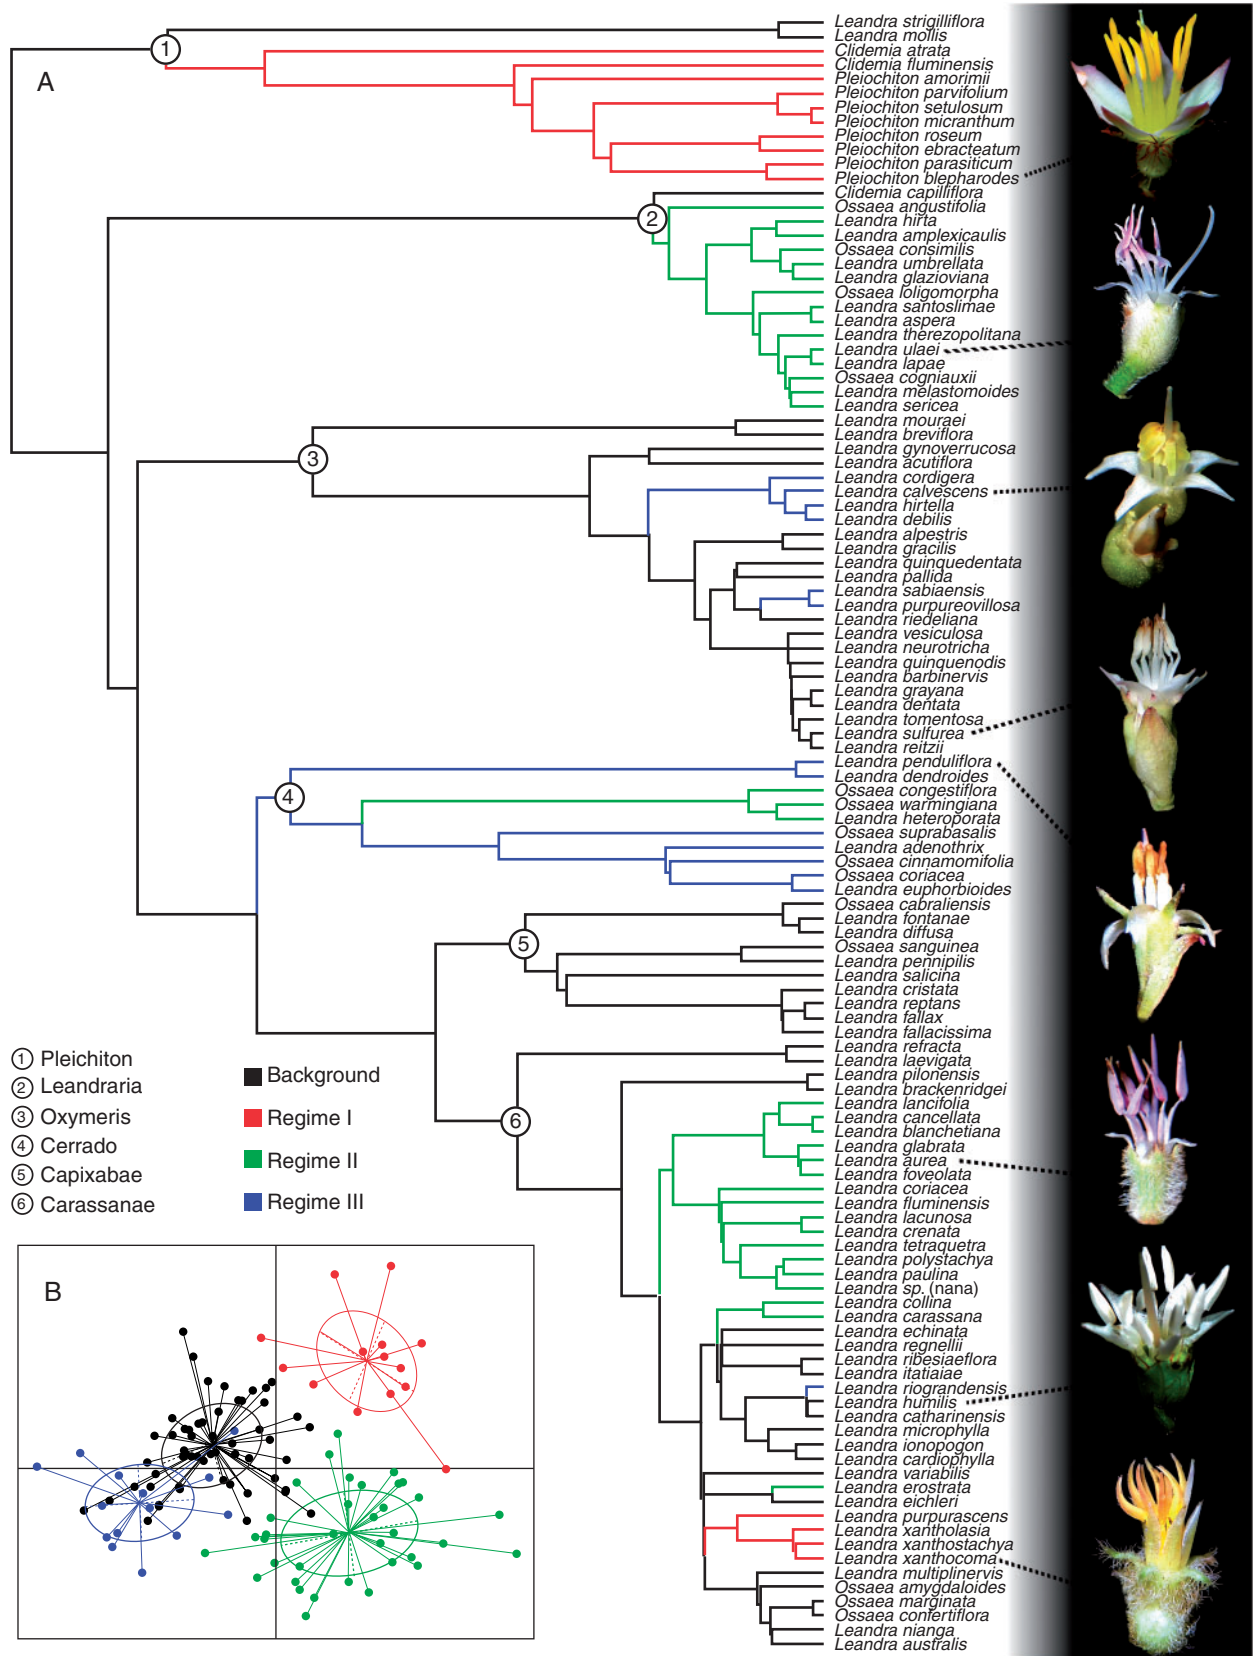 A
1
Leandra strigilliflora
Leandra mollis
Clidemia atrata
Clidemia fluminensis
Pleiochiton amorimii
Pleiochiton parvifolium
Pleiochiton setulosum
Pleiochiton micranthum
Pleiochiton roseum
Pleiochiton ebracteatum
Pleiochiton parasiticum
Pleiochiton blepharodes
2
Clidemia capilliflora
Ossaea angustifolia
Leandra hirta
Leandra amplexicaulis
Ossaea consimilis
Leandra umbrellata
Leandra glazioviana
Ossaea loligomorpha
Leandra santoslimae
Leandra aspera
Leandra therezopolitana
Leandra ulaei
Leandra lapae
Ossaea cogniauxii
Leandra melastomoides
Leandra sericea
3
Leandra mouraei
Leandra breviflora
Leandra gynoverrucosa
Leandra acutiflora
Leandra cordigera
Leandra calvescens
Leandra hirtella
Leandra debilis
Leandra alpestris
Leandra gracilis
Leandra quinquedentata
Leandra pallida
Leandra sabiaensis
Leandra purpureovillosa
Leandra riedeliana
Leandra vesiculosa
Leandra neurotricha
Leandra quinquenodis
Leandra barbinervis
Leandra grayana
Leandra dentata
Leandra tomentosa
Leandra sulfurea
Leandra reitzii
4
Leandra penduliflora
Leandra dendroides
Ossaea congestiflora
Ossaea warmingiana
Leandra heteroporata
Ossaea suprabasalis
Leandra adenothrix
Ossaea cinnamomifolia
Ossaea coriacea
Leandra euphorbioides
5
Ossaea cabraliensis
Leandra fontanae
Leandra diffusa
Ossaea sanguinea
Leandra pennipilis
Leandra salicina
Leandra cristata
Leandra reptans
Leandra fallax
Leandra fallacissima
6
Leandra refracta
Leandra laevigata
Leandra pilonensis
Leandra brackenridgei
Leandra lancifolia
Leandra cancellata
Leandra blanchetiana
Leandra glabrata
Leandra aurea
Leandra foveolata
Leandra coriacea
Leandra fluminensis
Leandra lacunosa
Leandra crenata
Leandra tetraquetra
Leandra polystachya
Leandra paulina
Leandra sp. (nana)
Leandra collina
Leandra carassana
Leandra echinata
Leandra regnellii
Leandra ribesiaeflora
Leandra itatiaiae
Leandra riograndensis
Leandra humilis
Leandra catharinensis
Leandra microphylla
Leandra ionopogon
Leandra cardiophylla
Leandra variabilis
Leandra erostrata
Leandra eichleri
Leandra purpurascens
Leandra xantholasia
Leandra xanthostachya
Leandra xanthocoma
Leandra multiplinervis
Ossaea amygdaloides
Ossaea marginata
Ossaea confertiflora
Leandra nianga
Leandra australis
1 Pleichiton
2 Leandraria
3 Oxymeris
4 Cerrado
5 Capixabae
6 Carassanae
Background
Regime I
Regime II
Regime III
B